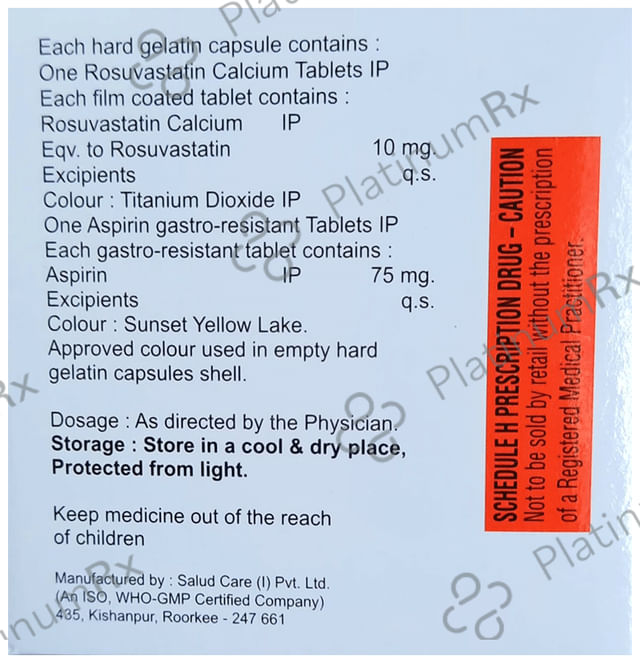 Each hard gelatin capsule contains :
One Rosuvastatin Calcium Tablets IP
Each film coated tablet contains :
Rosuvastatin Calcium IP
Eqv. to Rosuvastatin 10 mg.
Excipients q.s.
Colour : Titanium Dioxide IP
One Aspirin gastro-resistant Tablets IP
Each gastro-resistant tablet contains :
Aspirin IP 75 mg.
Excipients q.s.
Colour : Sunset Yellow Lake.
Approved colour used in empty hard
gelatin capsules shell.
Dosage : As directed by the Physician.
Storage : Store in a cool & dry place,
Protected from light.
Keep medicine out of the reach
of children
Manufactured by : Salud Care (I) Pvt. Ltd.
(An ISO, WHO-GMP Certified Company)
435, Kishanpur, Roorkee - 247 661
SCHEDULE H PRESCRIPTION DRUG – CAUTION
Not to be sold by retail without the prescription
of a Registered Medical Practitioner.
PlatinumRx
PlatinumRx
Platin
numRx
Rx
Pla